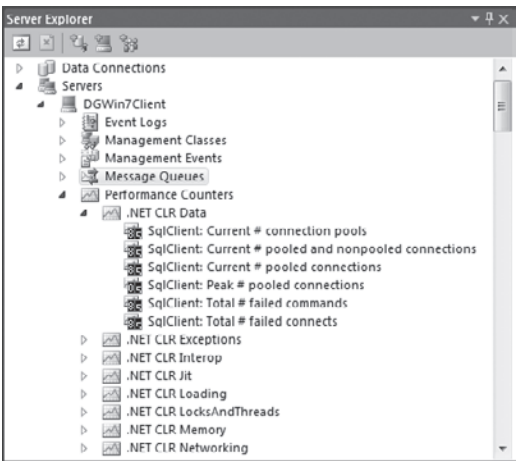 Server Explorer
Data Connections
Servers
DGWin7Client
Event Logs
Management Classes
Management Events
Message Queues
Performance Counters
.NET CLR Data
SqlClient: Current # connection pools
SqlClient: Current # pooled and nonpooled connections
SqlClient: Current # pooled connections
SqlClient: Peak # pooled connections
SqlClient: Total # failed commands
SqlClient: Total # failed connects
.NET CLR Exceptions
.NET CLR Interop
.NET CLR Jit
.NET CLR Loading
.NET CLR LocksAndThreads
.NET CLR Memory
.NET CLR Networking